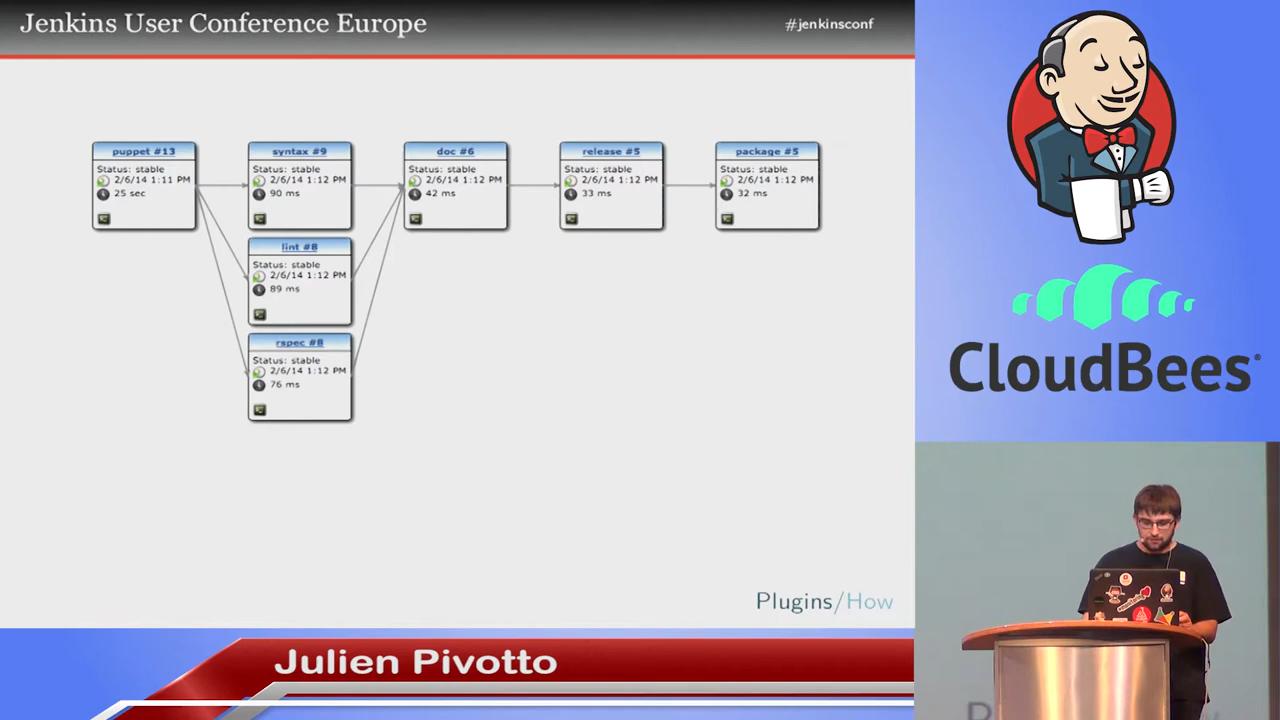 Jenkins User Conference Europe
#jenkinsconf
puppet #13
Status: stable
2/6/14 1:11 PM
25 sec
syntax #9
Status: stable
2/6/14 1:12 PM
90 ms
doc #6
Status: stable
2/6/14 1:12 PM
42 ms
release #5
Status: stable
2/6/14 1:12 PM
33 ms
package #5
Status: stable
2/6/14 1:12 PM
32 ms
lint #8
Status: stable
2/6/14 1:12 PM
89 ms
rspec #8
Status: stable
2/6/14 1:12 PM
76 ms
Plugins/How
CloudBees
Julien Pivotto